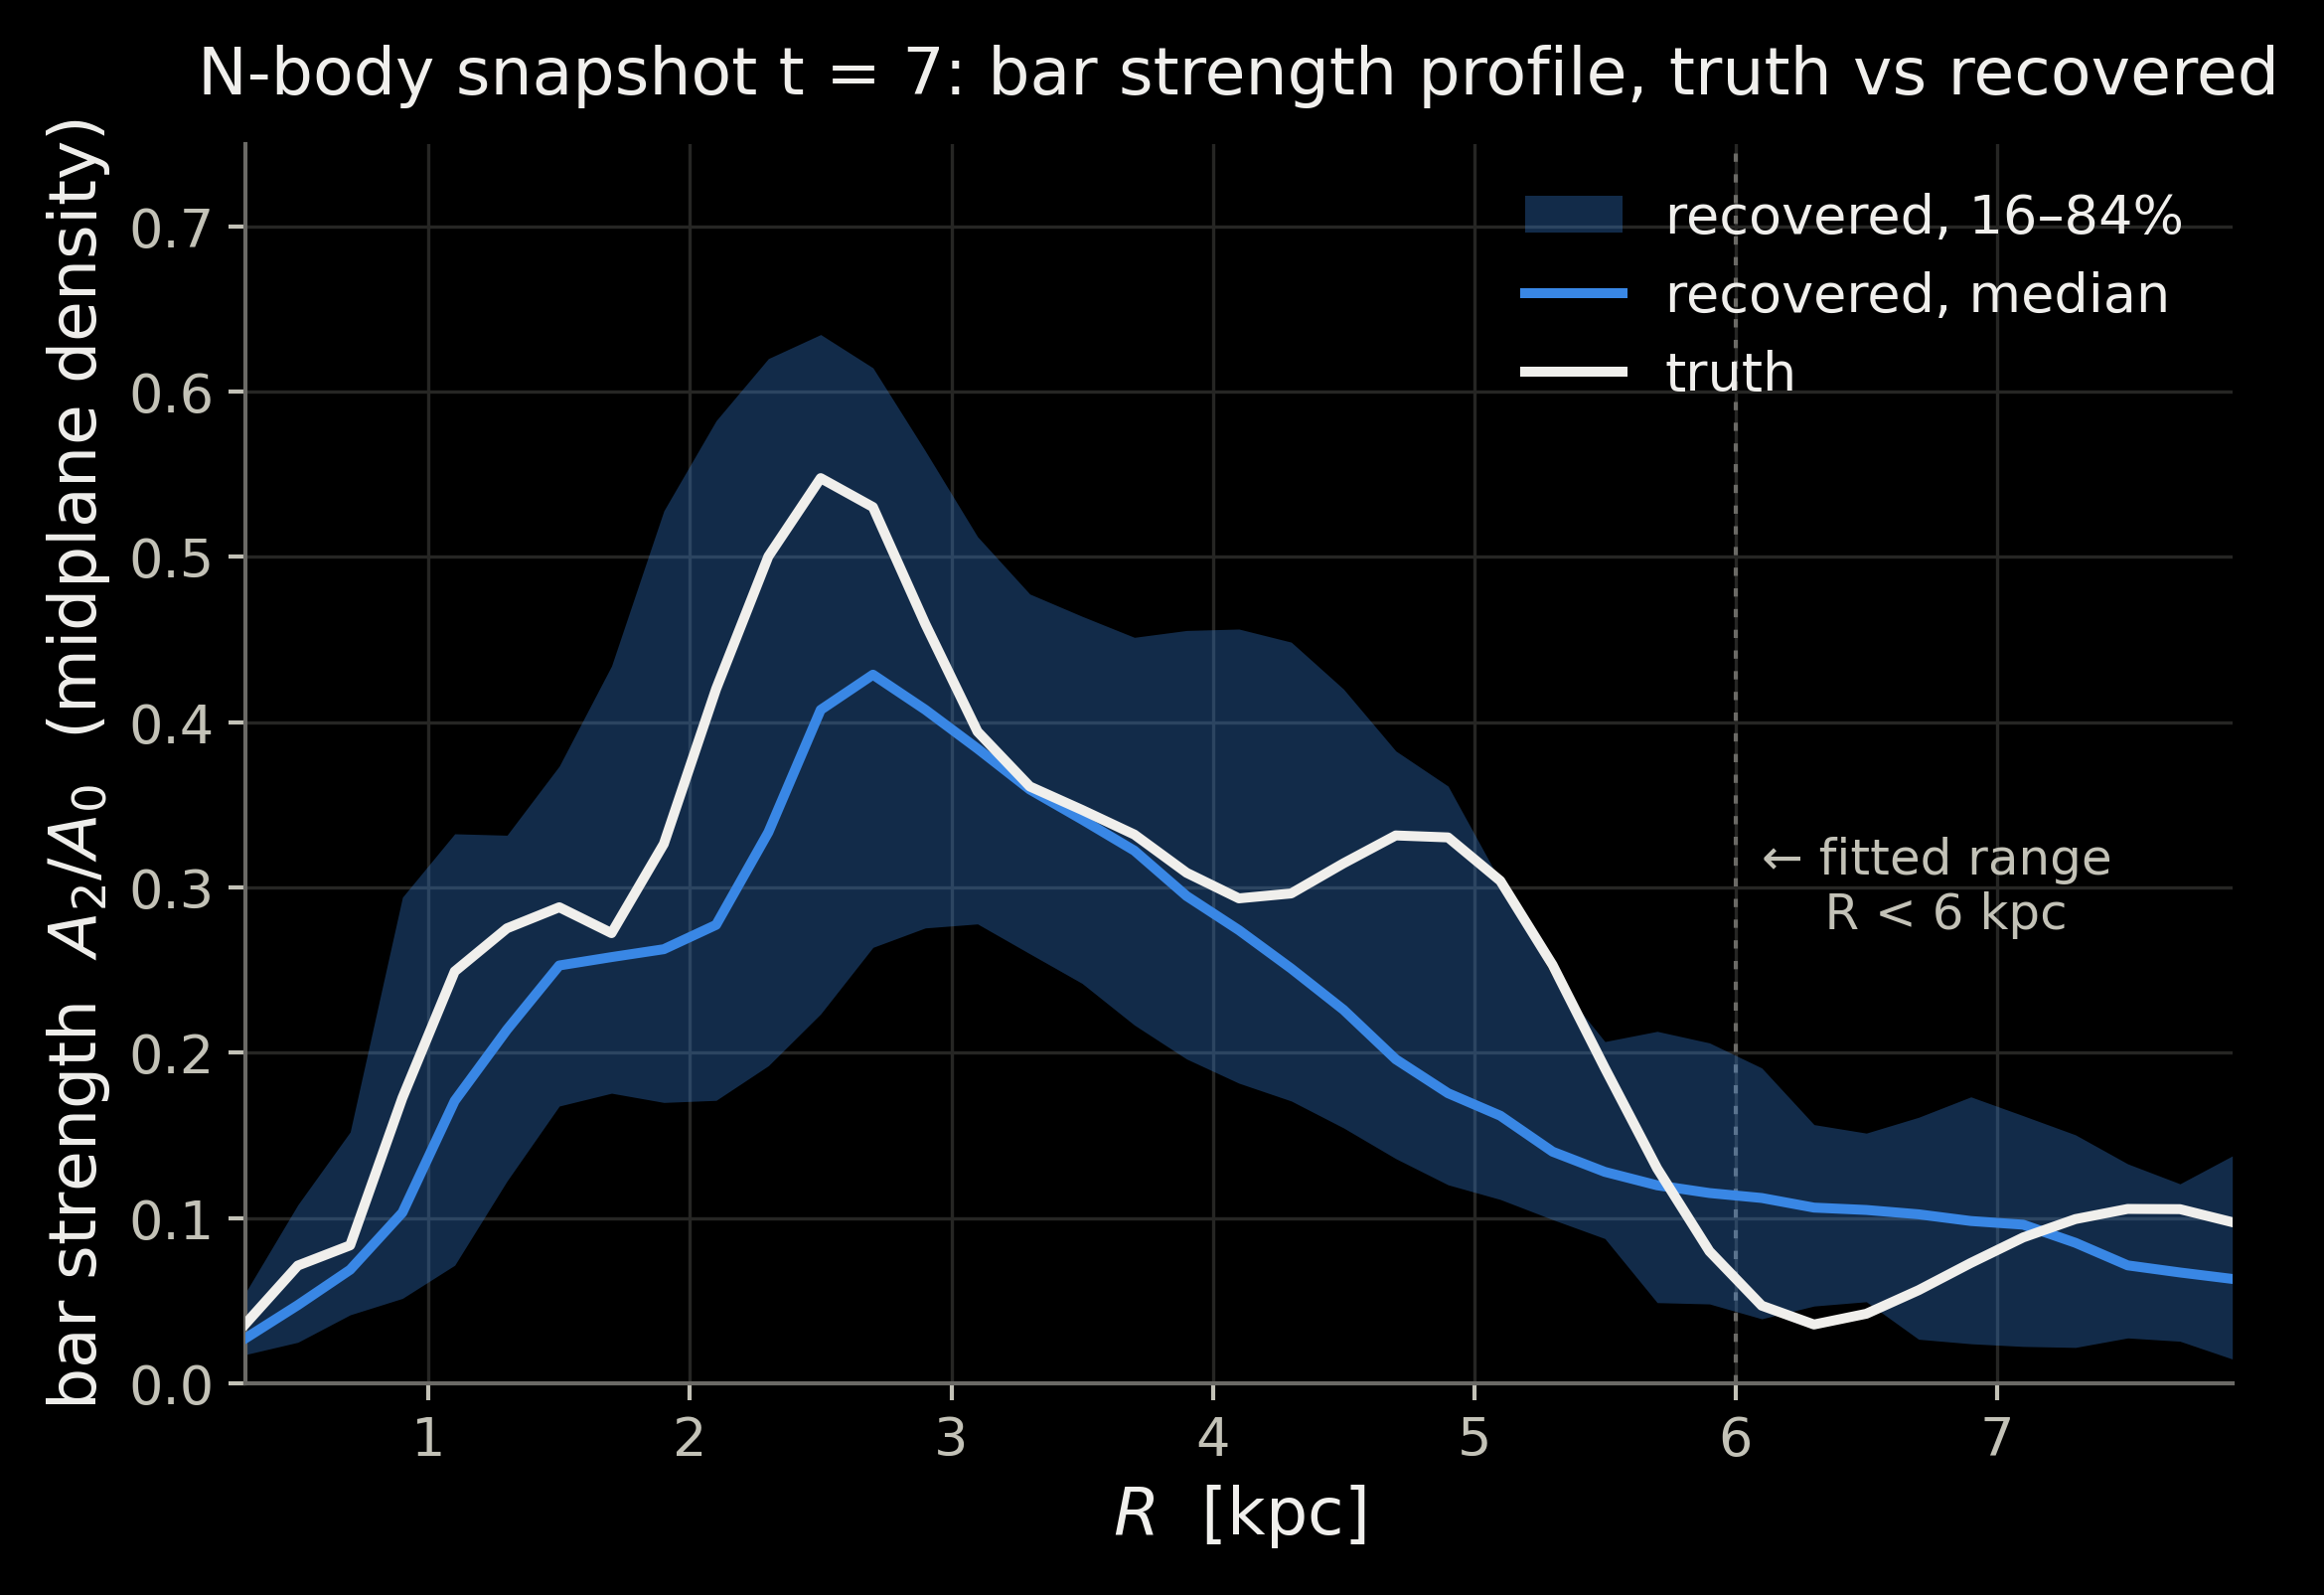 N-body snapshot t = 7: bar strength profile, truth vs recovered
bar strength A₂/A₀ (midplane density)
0.7
0.6
0.5
0.4
0.3
0.2
0.1
0.0
recovered, 16–84%
recovered, median
truth
← fitted range
R < 6 kpc
1 2 3 4 5 6 7
R [kpc]